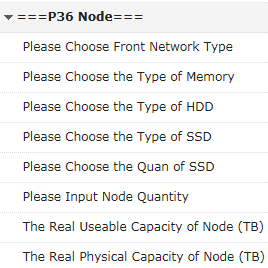 ===P36 Node===
Please Choose Front Network Type
Please Choose the Type of Memory
Please Choose the Type of HDD
Please Choose the Type of SSD
Please Choose the Quan of SSD
Please Input Node Quantity
The Real Useable Capacity of Node (TB)
The Real Physical Capacity of Node (TB)